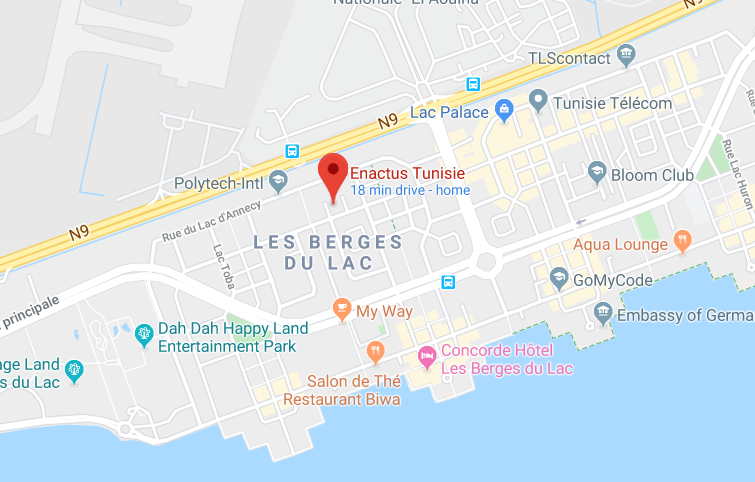 Nationale - El Aouina
N9
TLScontact
Lac Palace
Tunisie Télécom
N9
Rue Lac Huron
Polytech-Intl
Enactus Tunisie
18 min drive - home
Bloom Club
Rue du Lac d'Annecy
N9
LES BERGES
DU LAC
Aqua Lounge
Lac Toba
GoMyCode
principale
My Way
Embassy of Germa
Dah Dah Happy Land
Entertainment Park
Concorde Hôtel
Les Berges du Lac
Salon de Thé
Restaurant Biwa
nge Land
s du Lac